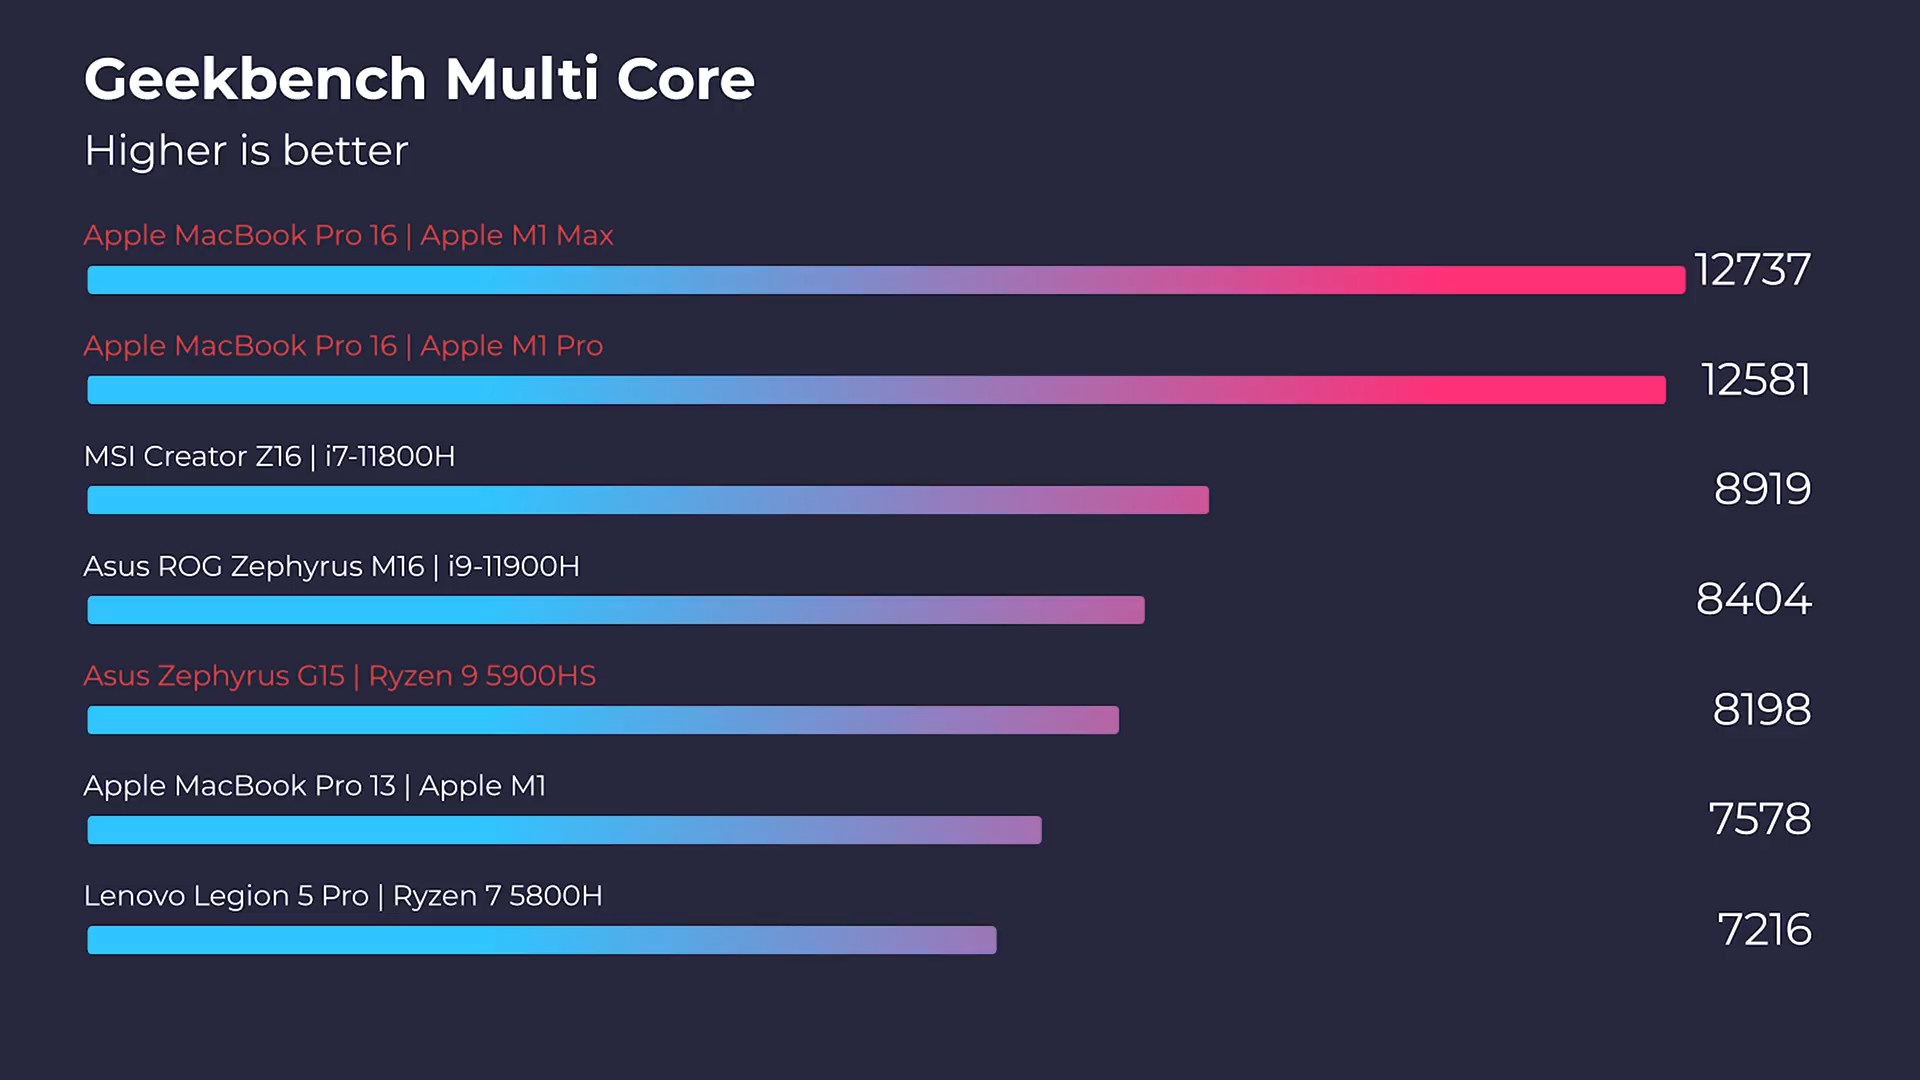 Geekbench Multi Core
Higher is better
Apple MacBook Pro 16 | Apple M1 Max
12737
Apple MacBook Pro 16 | Apple M1 Pro
12581
MSI Creator Z16 | i7-11800H
8919
Asus ROG Zephyrus M16 | i9-11900H
8404
Asus Zephyrus G15 | Ryzen 9 5900HS
8198
Apple MacBook Pro 13 | Apple M1
7578
Lenovo Legion 5 Pro | Ryzen 7 5800H
7216